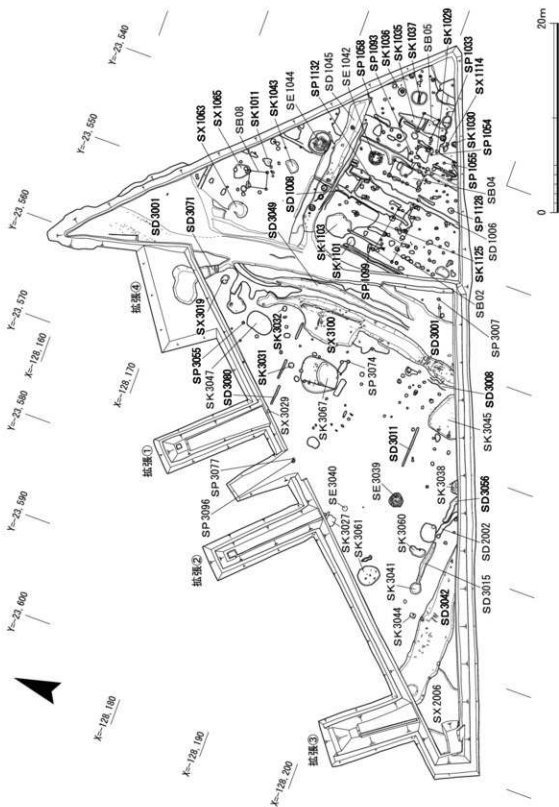 Y=-23,540
Y=-23,550
Y=-23,560
Y=-23,570
Y=-23,580
Y=-23,590
Y=-23,600
X=-128,160
X=-128,170
X=-128,180
X=-128,190
X=-128,200
20m
0
SX1063
SX1065
SB08
SK1011
SK1043
SE1044
SP1132
SD1045
SE1042
SP1058
SP1093
SK1036
SK1035
SK1037
SB05
SK1029
SP1033
SX1114
SK1030
SP1054
SP1055
SB04
SP1128
SD1006
SK1125
SB02
SD3001
SD3071
SD3049
SD1008
SK1103
SK1101
SP1099
拡張④
SX3019
SP3055
SK3047
SK3032
SK3031
SD3080
SX3029
SX3100
SP3074
SK3067
SD3001
SP3007
SD3008
SK3045
拡張①
SP3077
SP3096
拡張②
SE3040
SK3027
SK3061
SE3039
SD3011
SK3038
SD3056
SK3060
SD2002
SD3015
SK3041
SK3044
SD3042
SX2006
拡張③